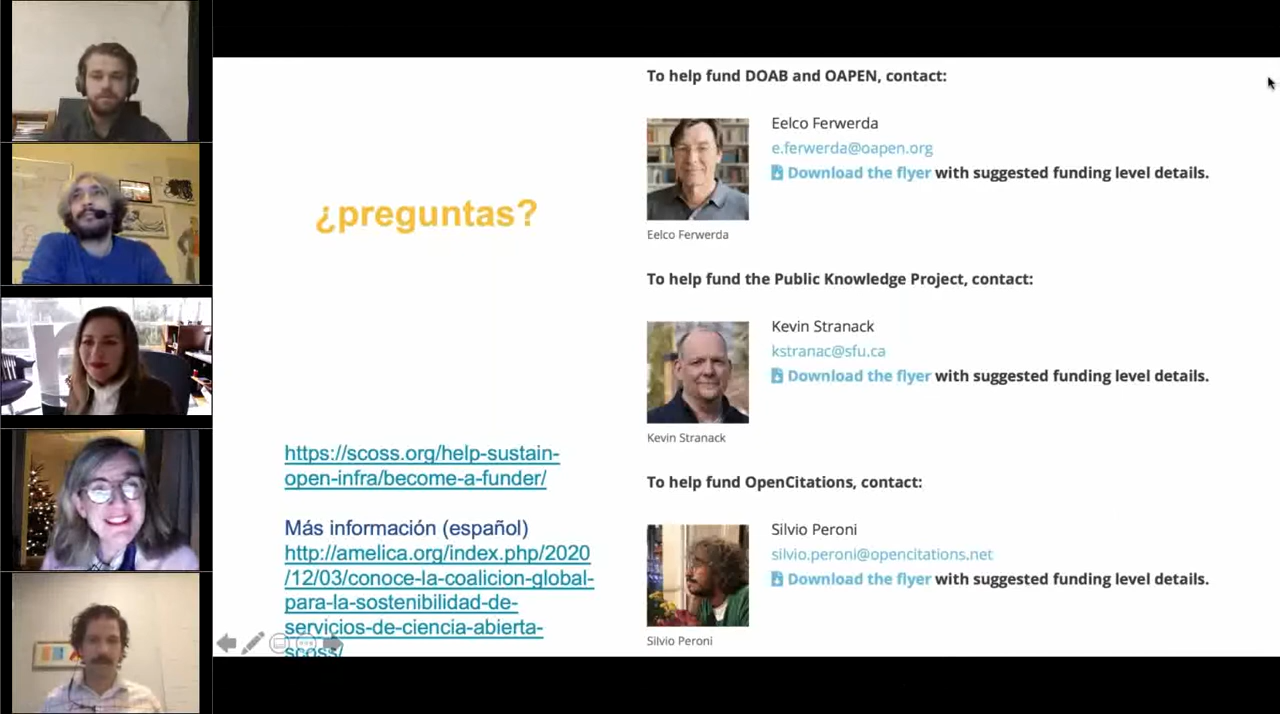 ¿preguntas?
https://scoss.org/help-sustain-
open-infra/become-a-funder/
Más información (español)
http://amelica.org/index.php/2020
/12/03/conoce-la-coalicion-global-
para-la-sostenibilidad-de-
servicios-de-ciencia-abierta-
scoss/
To help fund DOAB and OAPEN, contact:
Eelco Ferwerda
e.ferwerda@oapen.org
Download the flyer with suggested funding level details.
Eelco Ferwerda
To help fund the Public Knowledge Project, contact:
Kevin Stranack
kstranac@sfu.ca
Download the flyer with suggested funding level details.
Kevin Stranack
To help fund OpenCitations, contact:
Silvio Peroni
silvio.peroni@opencitations.net
Download the flyer with suggested funding level details.
Silvio Peroni